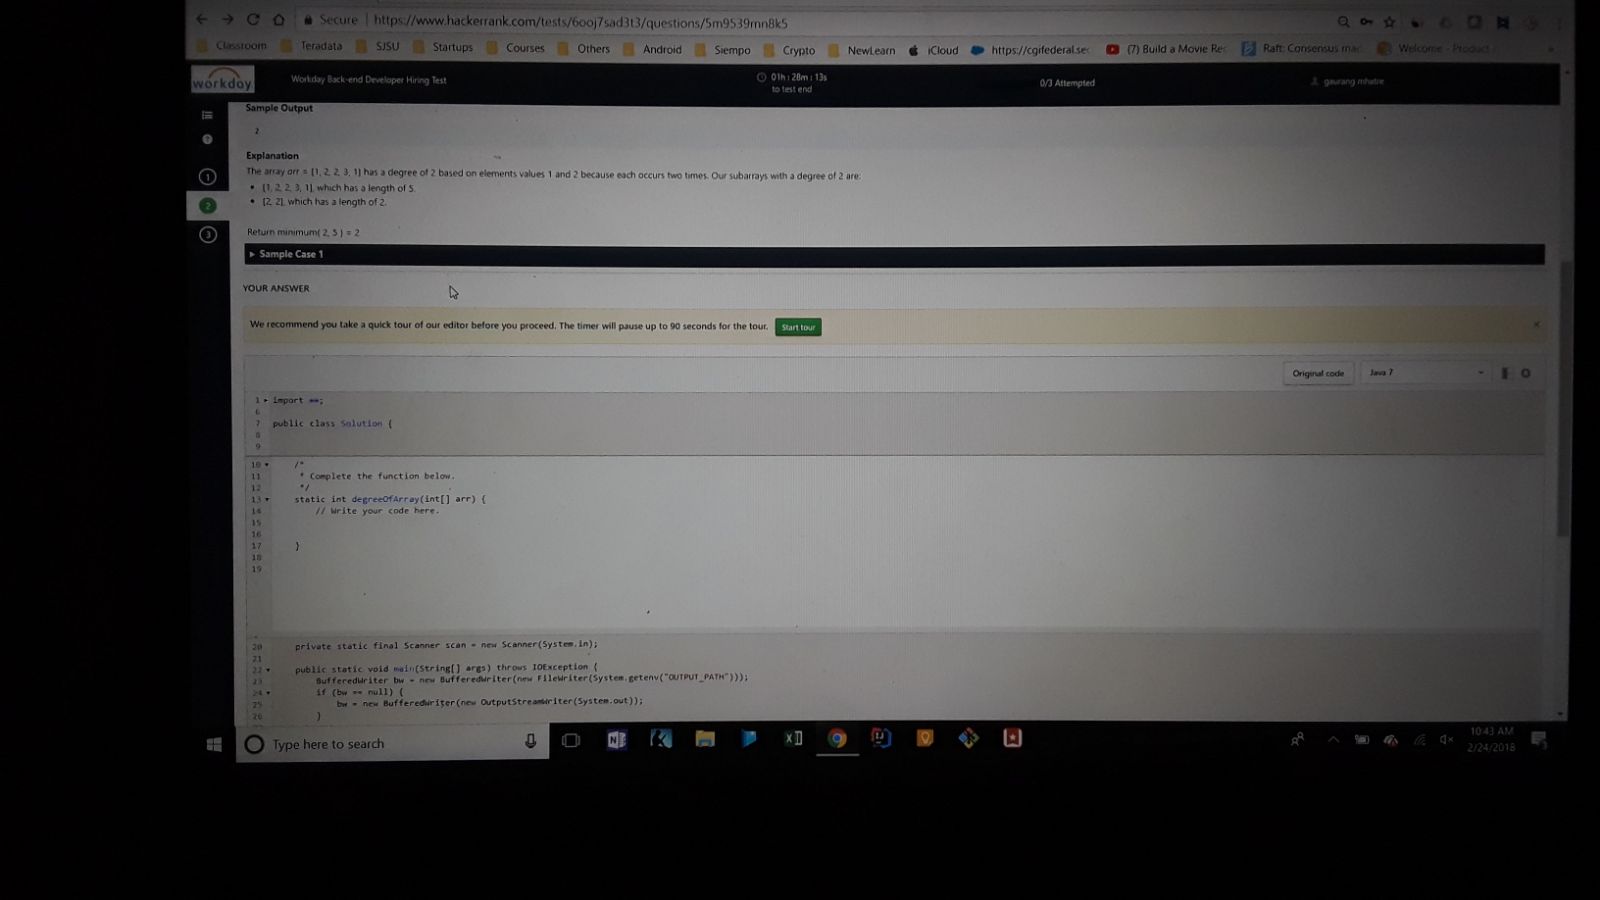 Secure | https://www.hackerrank.com/tests/6ooj7sad3t3/questions/5m9539mn8k5
Classroom Teradata SJSU Startups Courses Others Android Siempo Crypto NewLearn iCloud https://cgifederal.sec (7) Build a Movie Re Raft: Consensus mad Welcome - Product
workday Workday Back-end Developer Hiring Test 01h : 28m : 13s 0/3 Attempted gaurang mhatre
to test end
Sample Output
2
Explanation
The array arr = [1, 2, 2, 3, 1] has a degree of 2 based on elements values 1 and 2 because each occurs two times. Our subarrays with a degree of 2 are:
• [1, 2, 2, 3, 1], which has a length of 5.
• [2, 2], which has a length of 2.
Return minimum( 2, 5 ) = 2
1
2
3
Sample Case 1
YOUR ANSWER
We recommend you take a quick tour of our editor before you proceed. The timer will pause up to 90 seconds for the tour. Start tour ×
Original code Java 7
1 import ↔;
6
7 public class Solution {
8
9
10 /*
11 * Complete the function below.
12 */
13 static int degreeOfArray(int[] arr) {
14 // Write your code here.
15
16
17 }
18
19
20 private static final Scanner scan = new Scanner(System.in);
21
22 public static void main(String[] args) throws IOException {
23 BufferedWriter bw = new BufferedWriter(new FileWriter(System.getenv("OUTPUT_PATH")));
24 if (bw == null) {
25 bw = new BufferedWriter(new OutputStreamWriter(System.out));
26 }
Type here to search
10:43 AM
2/24/2018